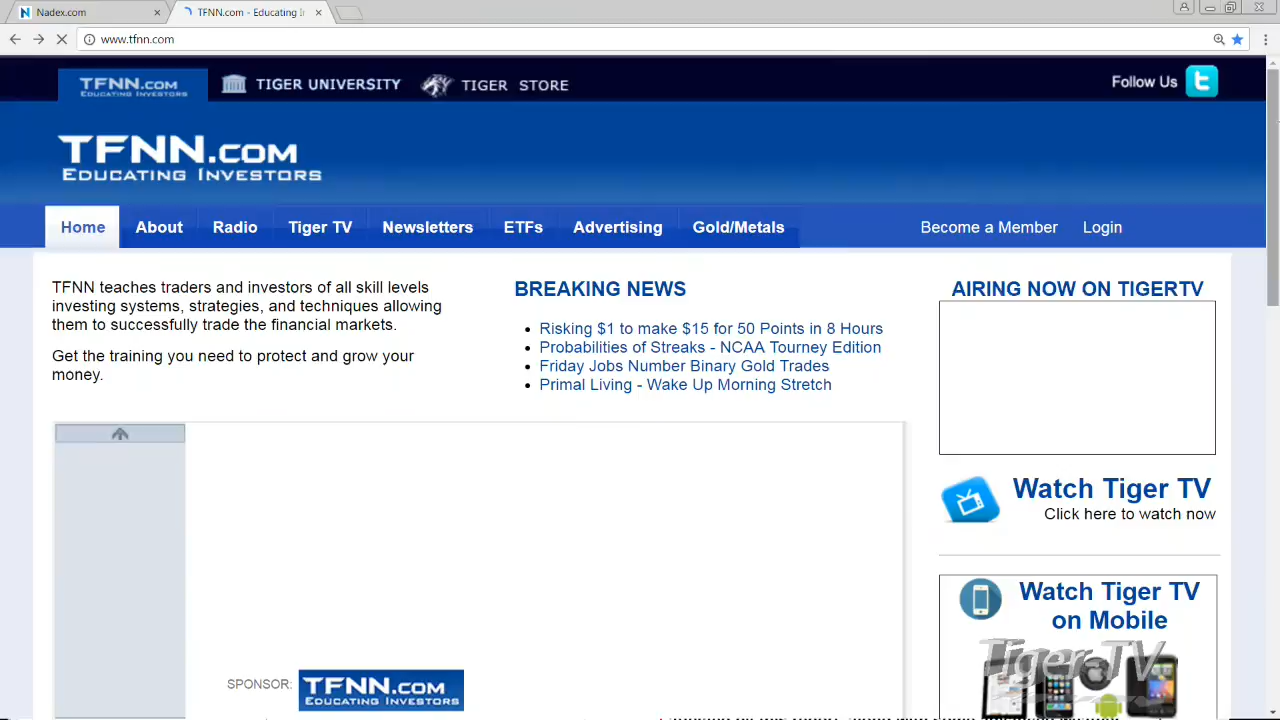 Nadex.com
TFNN.com - Educating I
www.tfnn.com
TFNN.com
Educating Investors
TIGER UNIVERSITY
TIGER STORE
Follow Us
TFNN.com
Educating Investors
Home
About
Radio
Tiger TV
Newsletters
ETFs
Advertising
Gold/Metals
Become a Member
Login
TFNN teaches traders and investors of all skill levels
investing systems, strategies, and techniques allowing
them to successfully trade the financial markets.
Get the training you need to protect and grow your
money.
BREAKING NEWS
Risking $1 to make $15 for 50 Points in 8 Hours
Probabilities of Streaks - NCAA Tourney Edition
Friday Jobs Number Binary Gold Trades
Primal Living - Wake Up Morning Stretch
AIRING NOW ON TIGERTV
Watch Tiger TV
Click here to watch now
Watch Tiger TV
on Mobile
Tiger TV
SPONSOR:
TFNN.com
Educating Investors